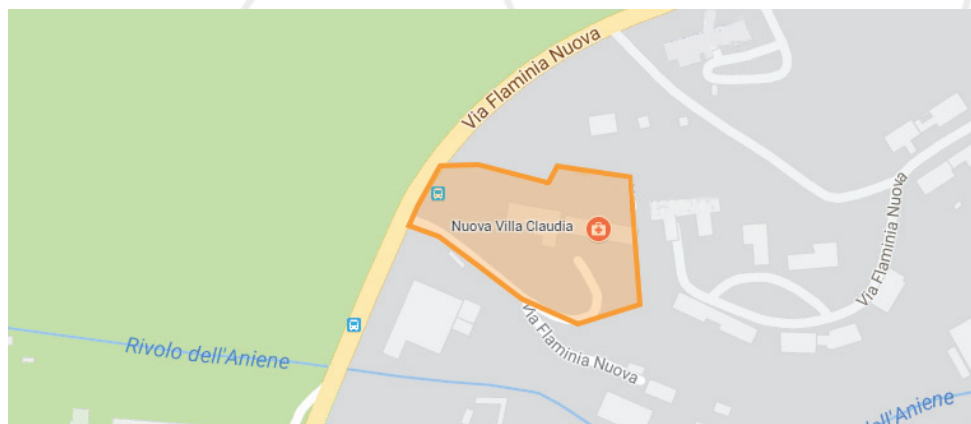 Via Flaminia Nuova
Nuova Villa Claudia
Via Flaminia Nuova
Via Flaminia Nuova
Rivolo dell'Aniene
dell'Aniene